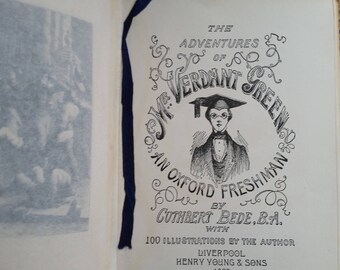 THE
ADVENTURES
OF
MR. VERDANT GREEN
AN OXFORD FRESHMAN
BY
CUTHBERT BEDE, B.A.
WITH
100 ILLUSTRATIONS BY THE AUTHOR
LIVERPOOL
HENRY YOUNG & SONS